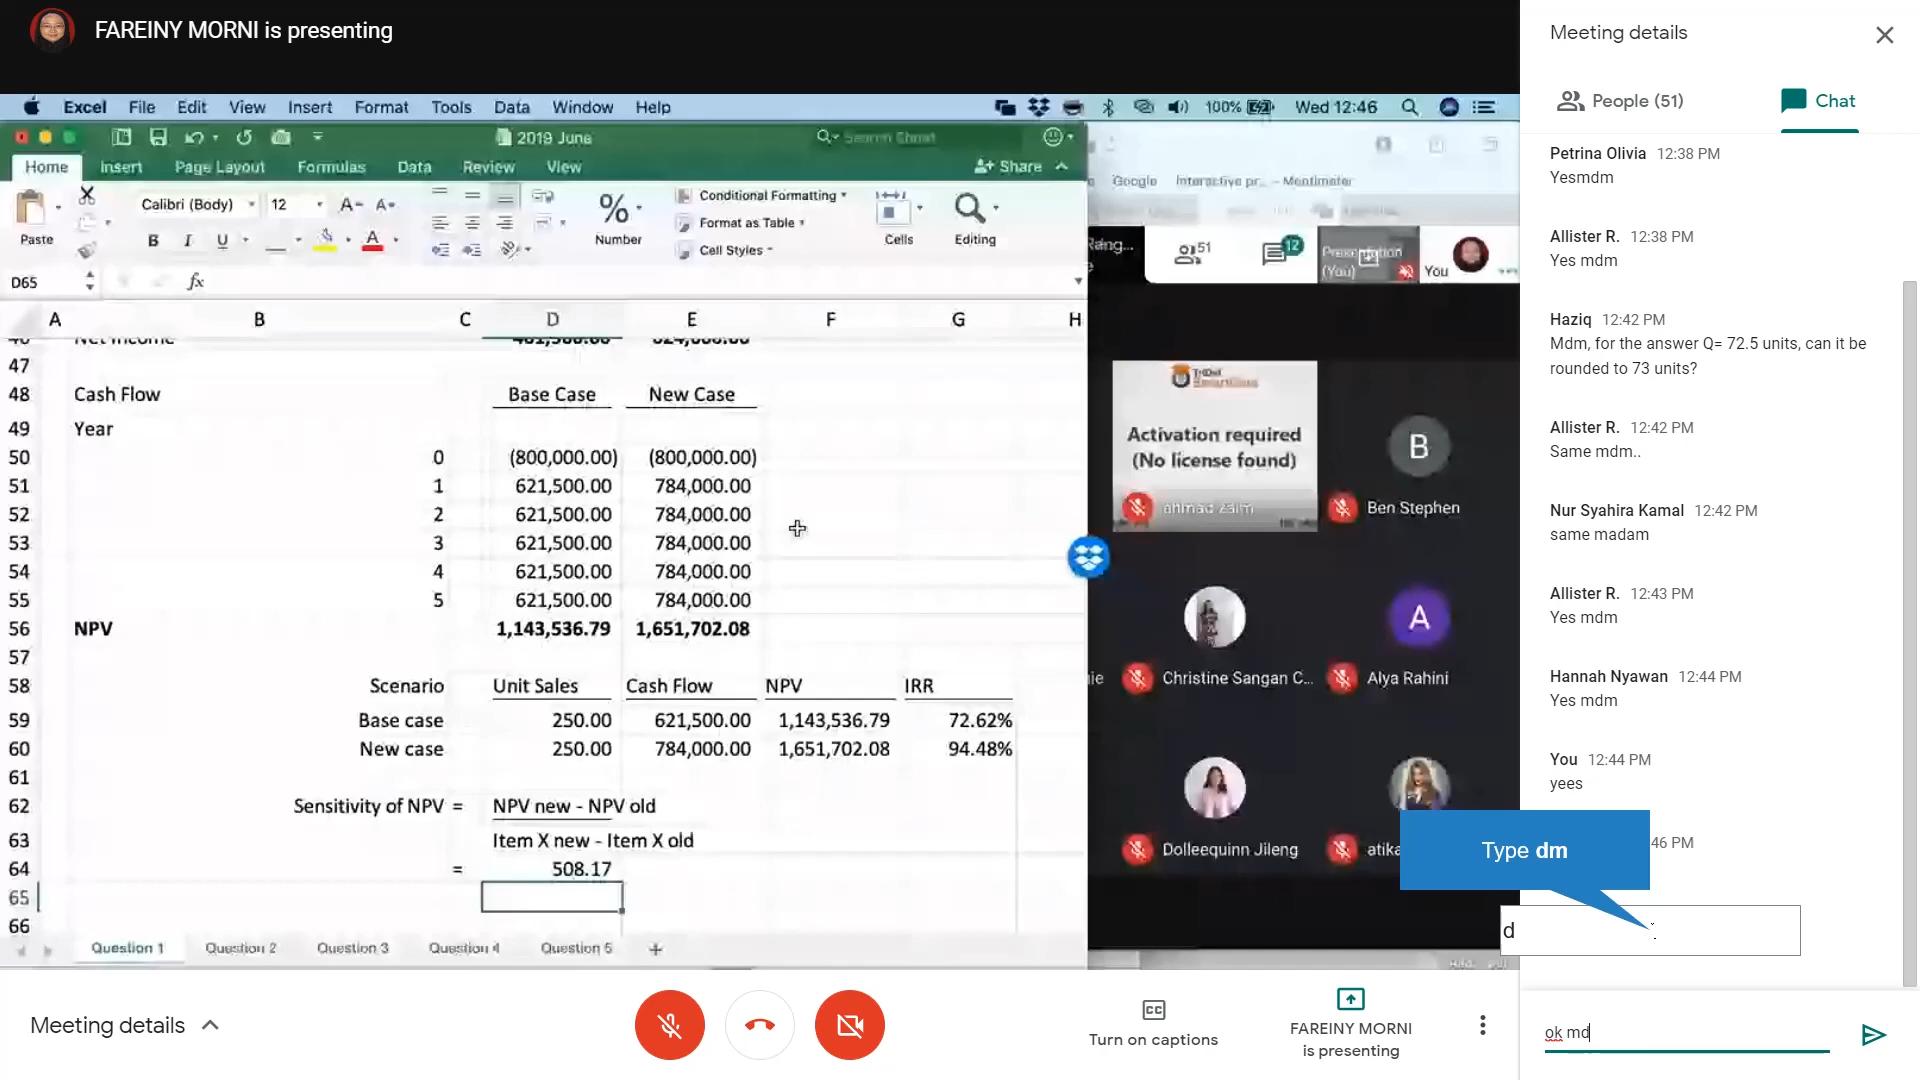 FAREINY MORNI is presenting
Excel File Edit View Insert Format Tools Data Window Help
100% Wed 12:46
2019 June
Search Sheet
Home Insert Page Layout Formulas Data Review View
Share
Paste
Calibri (Body) 12
B I U
Number
Conditional Formatting
Format as Table
Cell Styles
Cells
Editing
D65
fx
A B C D E F G H
46 Net Income
47
48 Cash Flow Base Case New Case
49 Year
50 0 (800,000.00) (800,000.00)
51 1 621,500.00 784,000.00
52 2 621,500.00 784,000.00
53 3 621,500.00 784,000.00
54 4 621,500.00 784,000.00
55 5 621,500.00 784,000.00
56 NPV 1,143,536.79 1,651,702.08
57
58 Scenario Unit Sales Cash Flow NPV IRR
59 Base case 250.00 621,500.00 1,143,536.79 72.62%
60 New case 250.00 784,000.00 1,651,702.08 94.48%
61
62 Sensitivity of NPV = NPV new - NPV old
63 Item X new - Item X old
64 = 508.17
65
66
Question 1 Question 2 Question 3 Question 4 Question 5 +
Google Interactive pr... - Mentimeter
51
12
Presentation
(You)
You
Activation required
(No license found)
ahmad zaim
B
Ben Stephen
Christine Sangan C...
A
Alya Rahini
Dolleequinn Jileng
atika
Meeting details
CC
Turn on captions
FAREINY MORNI
is presenting
Meeting details
People (51)
Chat
Petrina Olivia 12:38 PM
Yesmdm
Allister R. 12:38 PM
Yes mdm
Haziq 12:42 PM
Mdm, for the answer Q= 72.5 units, can it be
rounded to 73 units?
Allister R. 12:42 PM
Same mdm..
Nur Syahira Kamal 12:42 PM
same madam
Allister R. 12:43 PM
Yes mdm
Hannah Nyawan 12:44 PM
Yes mdm
You 12:44 PM
yees
46 PM
Type dm
d
ok md